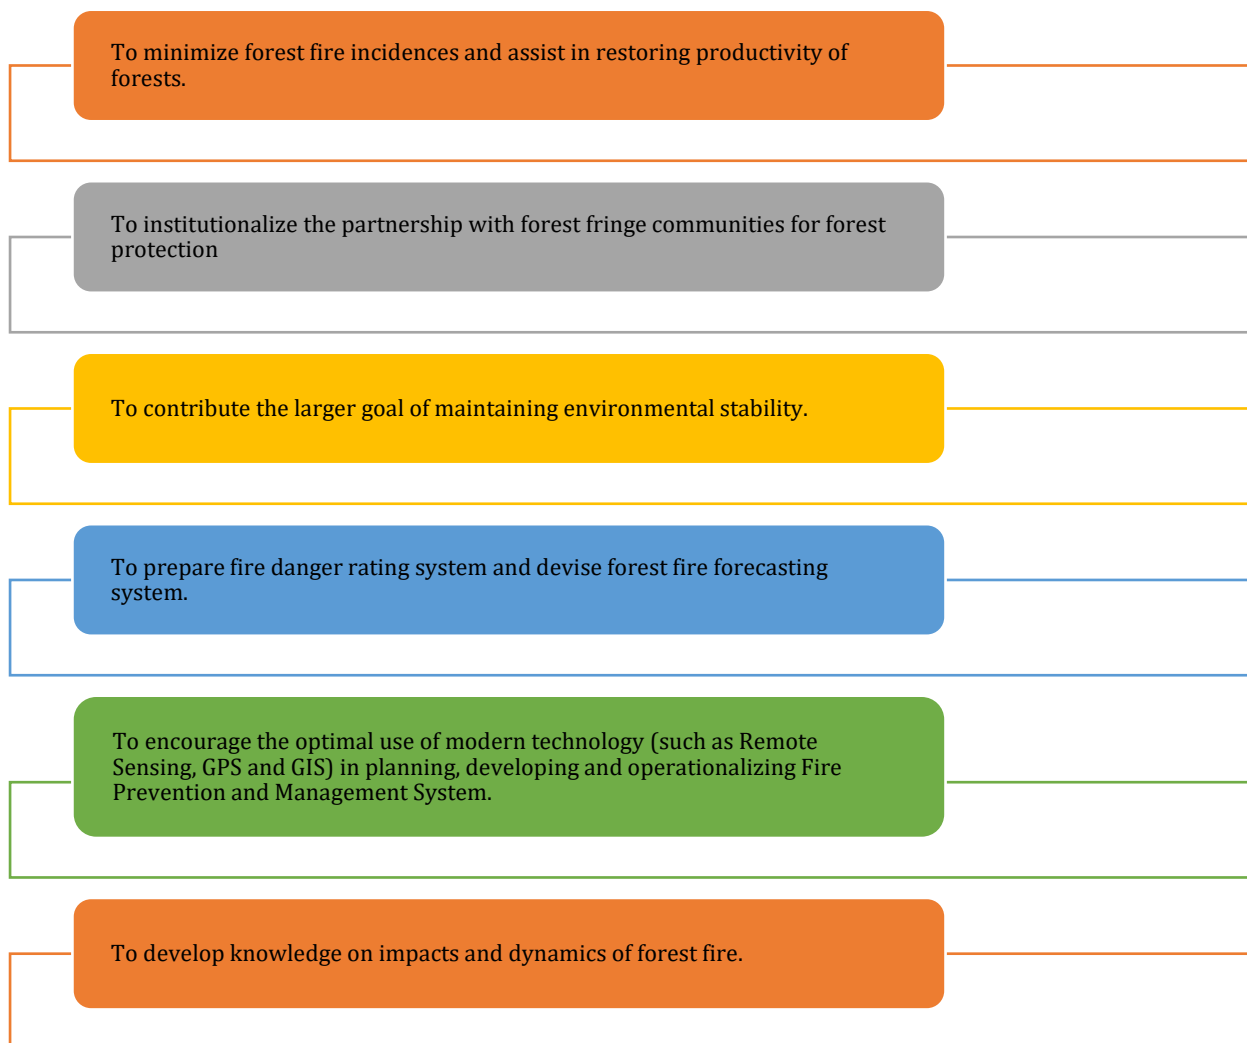 To minimize forest fire incidences and assist in restoring productivity of
forests.
To institutionalize the partnership with forest fringe communities for forest
protection
To contribute the larger goal of maintaining environmental stability.
To prepare fire danger rating system and devise forest fire forecasting
system.
To encourage the optimal use of modern technology (such as Remote
Sensing, GPS and GIS) in planning, developing and operationalizing Fire
Prevention and Management System.
To develop knowledge on impacts and dynamics of forest fire.